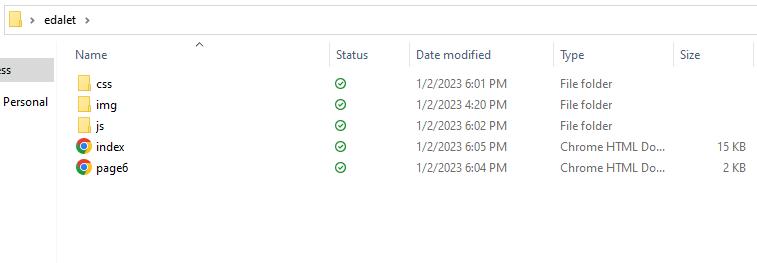 edalet
Name Status Date modified Type Size
ess
Personal
css 1/2/2023 6:01 PM File folder
img 1/2/2023 4:20 PM File folder
js 1/2/2023 6:02 PM File folder
index 1/2/2023 6:05 PM Chrome HTML Do... 15 KB
page6 1/2/2023 6:04 PM Chrome HTML Do... 2 KB